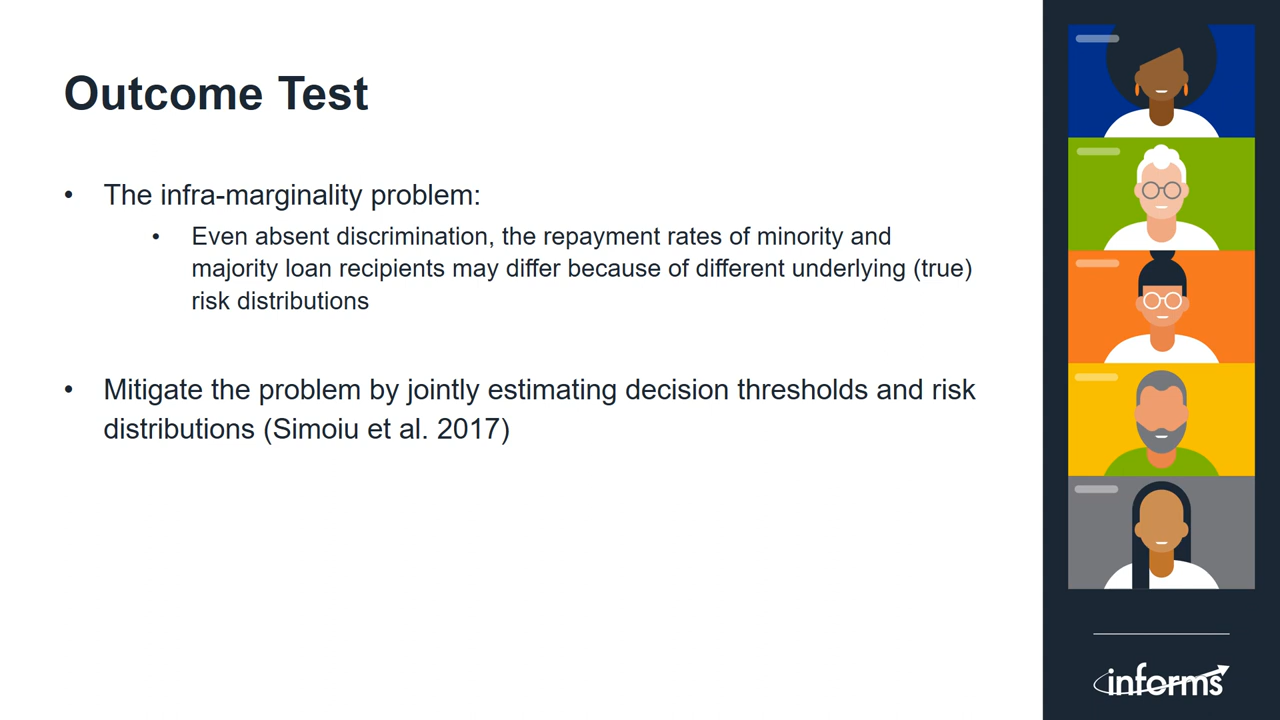 Outcome Test
• The infra-marginality problem:
• Even absent discrimination, the repayment rates of minority and
majority loan recipients may differ because of different underlying (true)
risk distributions
• Mitigate the problem by jointly estimating decision thresholds and risk
distributions (Simoiu et al. 2017)
informs